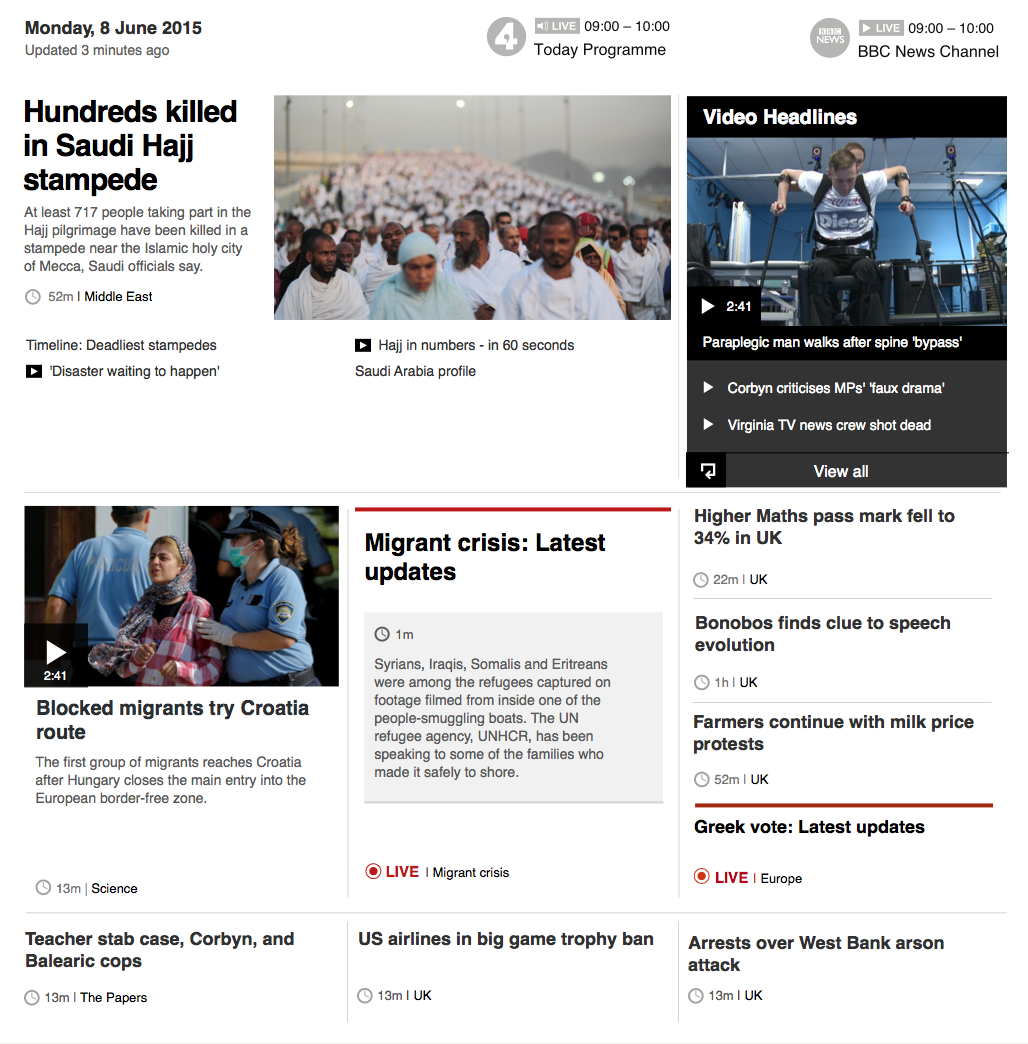 Monday, 8 June 2015
Updated 3 minutes ago
4
LIVE 09:00 – 10:00
Today Programme
BBC
NEWS
LIVE 09:00 – 10:00
BBC News Channel
Hundreds killed
in Saudi Hajj
stampede
At least 717 people taking part in the
Hajj pilgrimage have been killed in a
stampede near the Islamic holy city
of Mecca, Saudi officials say.
52m | Middle East
Timeline: Deadliest stampedes
'Disaster waiting to happen'
Hajj in numbers - in 60 seconds
Saudi Arabia profile
Video Headlines
Diesel
2:41
Paraplegic man walks after spine 'bypass'
Corbyn criticises MPs' 'faux drama'
Virginia TV news crew shot dead
View all
POLICIJA
2:41
Blocked migrants try Croatia
route
The first group of migrants reaches Croatia
after Hungary closes the main entry into the
European border-free zone.
13m | Science
Migrant crisis: Latest
updates
1m
Syrians, Iraqis, Somalis and Eritreans
were among the refugees captured on
footage filmed from inside one of the
people-smuggling boats. The UN
refugee agency, UNHCR, has been
speaking to some of the families who
made it safely to shore.
LIVE | Migrant crisis
Higher Maths pass mark fell to
34% in UK
22m | UK
Bonobos finds clue to speech
evolution
1h | UK
Farmers continue with milk price
protests
52m | UK
Greek vote: Latest updates
LIVE | Europe
Teacher stab case, Corbyn, and
Balearic cops
13m | The Papers
US airlines in big game trophy ban
13m | UK
Arrests over West Bank arson
attack
13m | UK